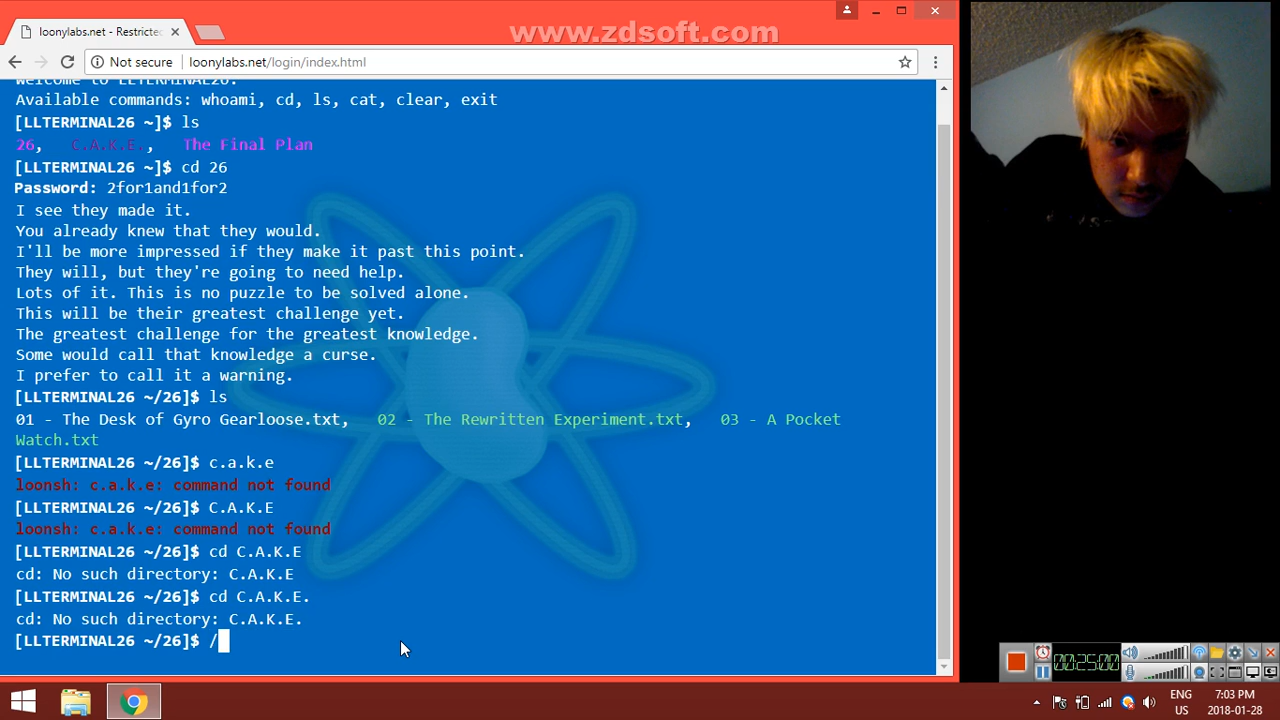 www.zdsoft.com
loonylabs.net - Restricte
Not secure | loonylabs.net/login/index.html
Welcome to LLTERMINAL26.
Available commands: whoami, cd, ls, cat, clear, exit
[LLTERMINAL26 ~]$ ls
26,   C.A.K.E.,   The Final Plan
[LLTERMINAL26 ~]$ cd 26
Password: 2for1and1for2
I see they made it.
You already knew that they would.
I'll be more impressed if they make it past this point.
They will, but they're going to need help.
Lots of it. This is no puzzle to be solved alone.
This will be their greatest challenge yet.
The greatest challenge for the greatest knowledge.
Some would call that knowledge a curse.
I prefer to call it a warning.
[LLTERMINAL26 ~/26]$ ls
01 - The Desk of Gyro Gearloose.txt,   02 - The Rewritten Experiment.txt,   03 - A Pocket
Watch.txt
[LLTERMINAL26 ~/26]$ c.a.k.e
loonsh: c.a.k.e: command not found
[LLTERMINAL26 ~/26]$ C.A.K.E
loonsh: c.a.k.e: command not found
[LLTERMINAL26 ~/26]$ cd C.A.K.E
cd: No such directory: C.A.K.E
[LLTERMINAL26 ~/26]$ cd C.A.K.E.
cd: No such directory: C.A.K.E.
[LLTERMINAL26 ~/26]$ /
00:25:00
ENG 7:03 PM
US 2018-01-28